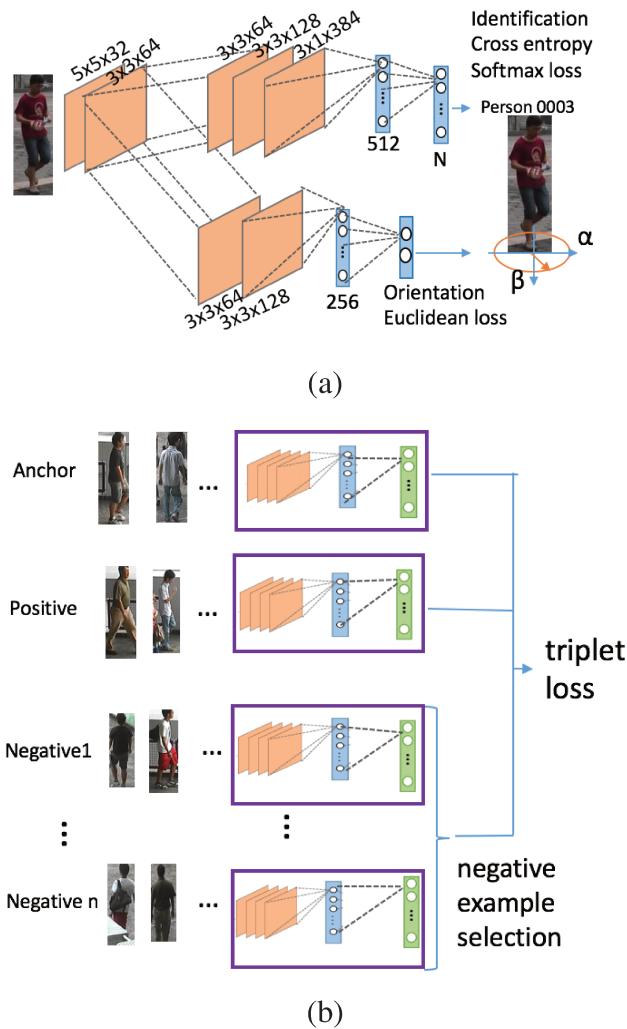 5x5x32
3x3x64
3x3x64
3x3x128
3x1x384
512
N
Identification
Cross entropy
Softmax loss
Person 0003
α
β
3x3x64
3x3x128
256
Orientation
Euclidean loss
(a)
Anchor
...
Positive
...
triplet
loss
Negative1
...
Negative n
...
negative
example
selection
(b)